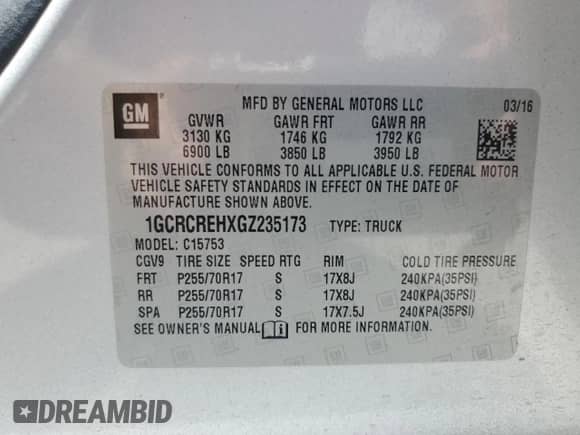 GM
MFD BY GENERAL MOTORS LLC 03/16
GVWR GAWR FRT GAWR RR
3130 KG 1746 KG 1792 KG
6900 LB 3850 LB 3950 LB
THIS VEHICLE CONFORMS TO ALL APPLICABLE U.S. FEDERAL MOTOR
VEHICLE SAFETY STANDARDS IN EFFECT ON THE DATE OF
MANUFACTURE SHOWN ABOVE.
1GCRCREHXGZ235173 TYPE: TRUCK
MODEL: C15753
CGV9 TIRE SIZE SPEED RTG RIM COLD TIRE PRESSURE
FRT P255/70R17 S 17X8J 240KPA(35PSI)
RR P255/70R17 S 17X8J 240KPA(35PSI)
SPA P255/70R17 S 17X7.5J 240KPA(35PSI)
SEE OWNER'S MANUAL FOR MORE INFORMATION.
DREAMBID